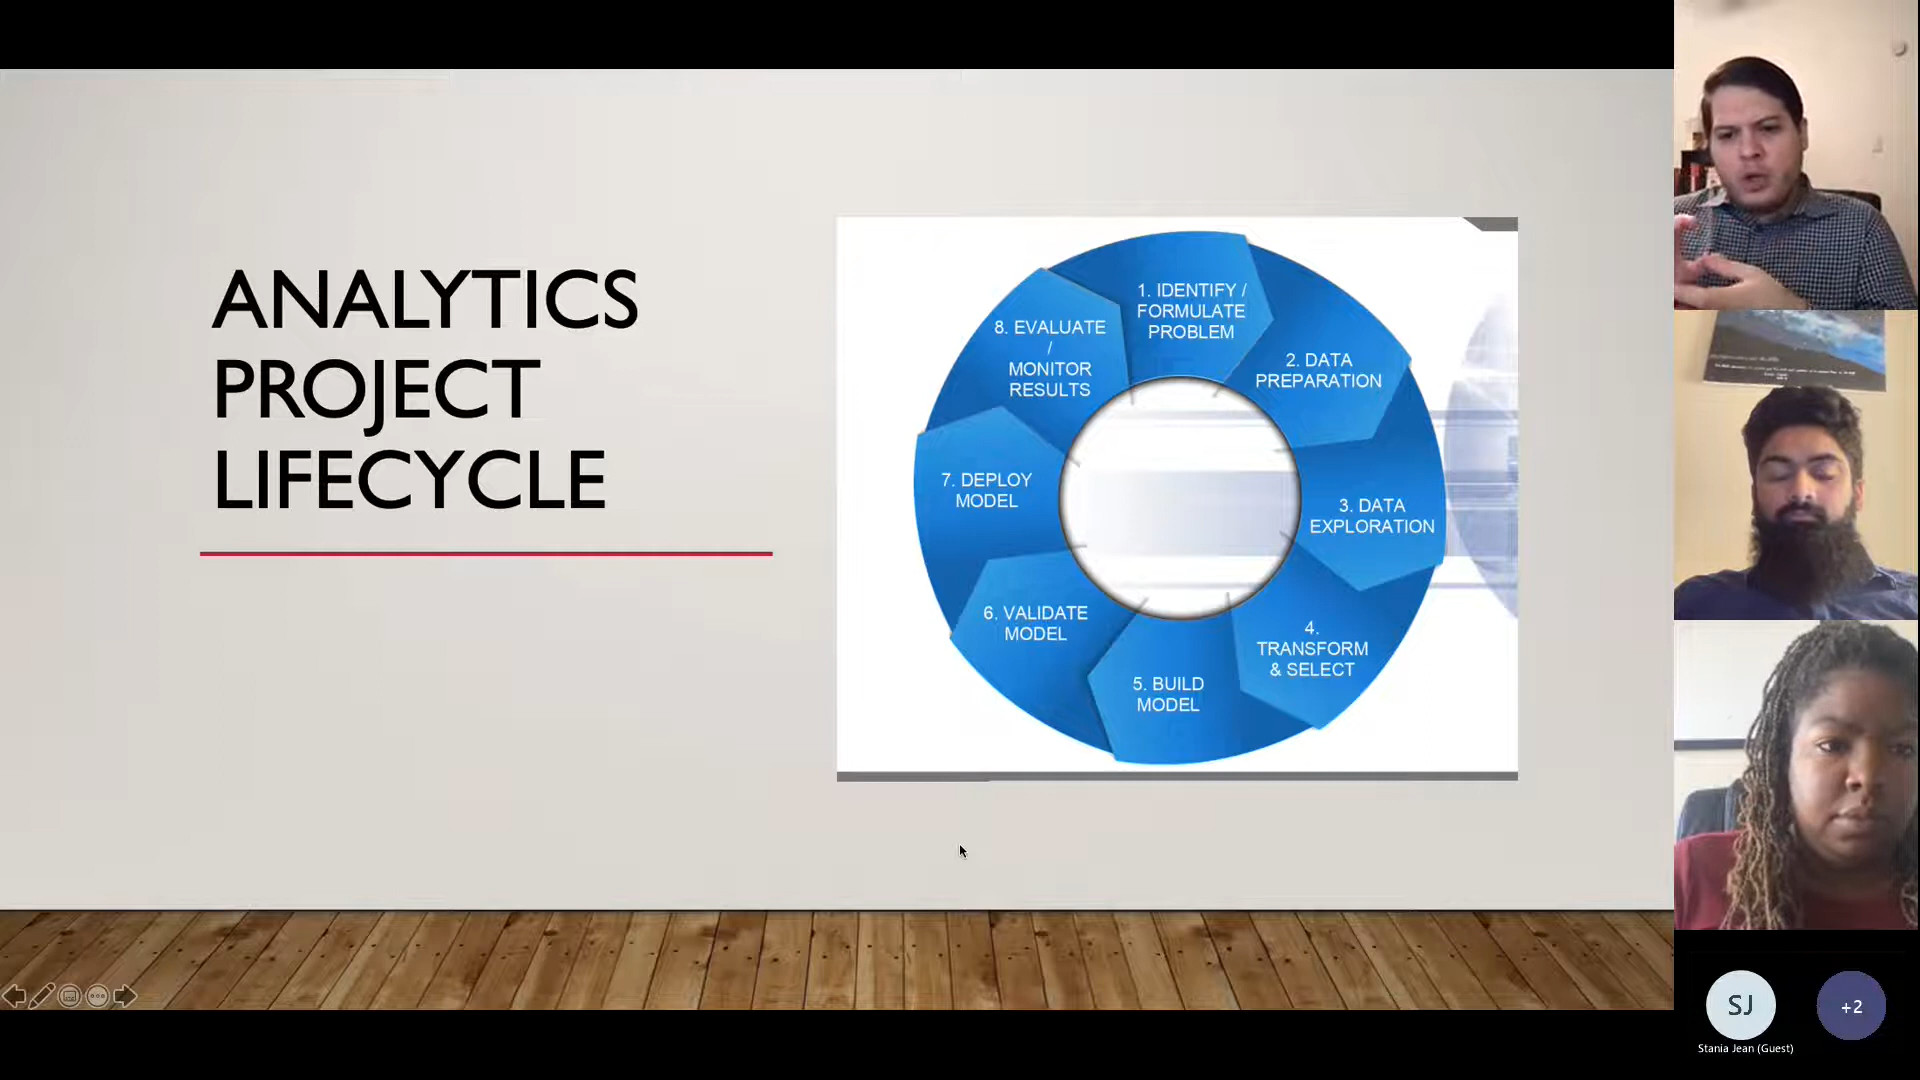 ANALYTICS
PROJECT
LIFECYCLE
1. IDENTIFY /
FORMULATE
PROBLEM
2. DATA
PREPARATION
3. DATA
EXPLORATION
4.
TRANSFORM
& SELECT
5. BUILD
MODEL
6. VALIDATE
MODEL
7. DEPLOY
MODEL
8. EVALUATE
/
MONITOR
RESULTS
SJ
+2
Stania Jean (Guest)